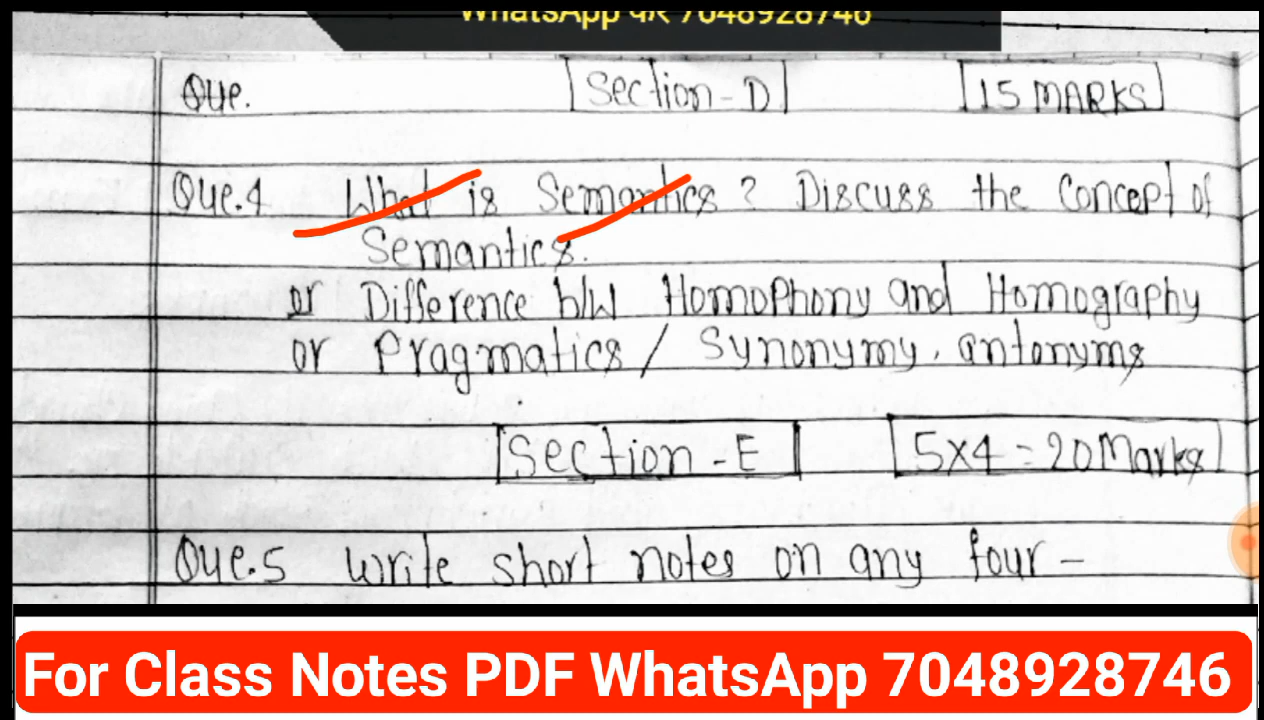 WhatsApp पर 7048928746
Que. Section-D 15 MARKS
Que.4 What is Semantics? Discuss the Concept of
Semantics.
or Difference b/w Homophony and Homography
or Pragmatics / Synonymy, antonyms
Section-E 5x4=20 Marks
Que.5 Write short notes on any four -
For Class Notes PDF WhatsApp 7048928746